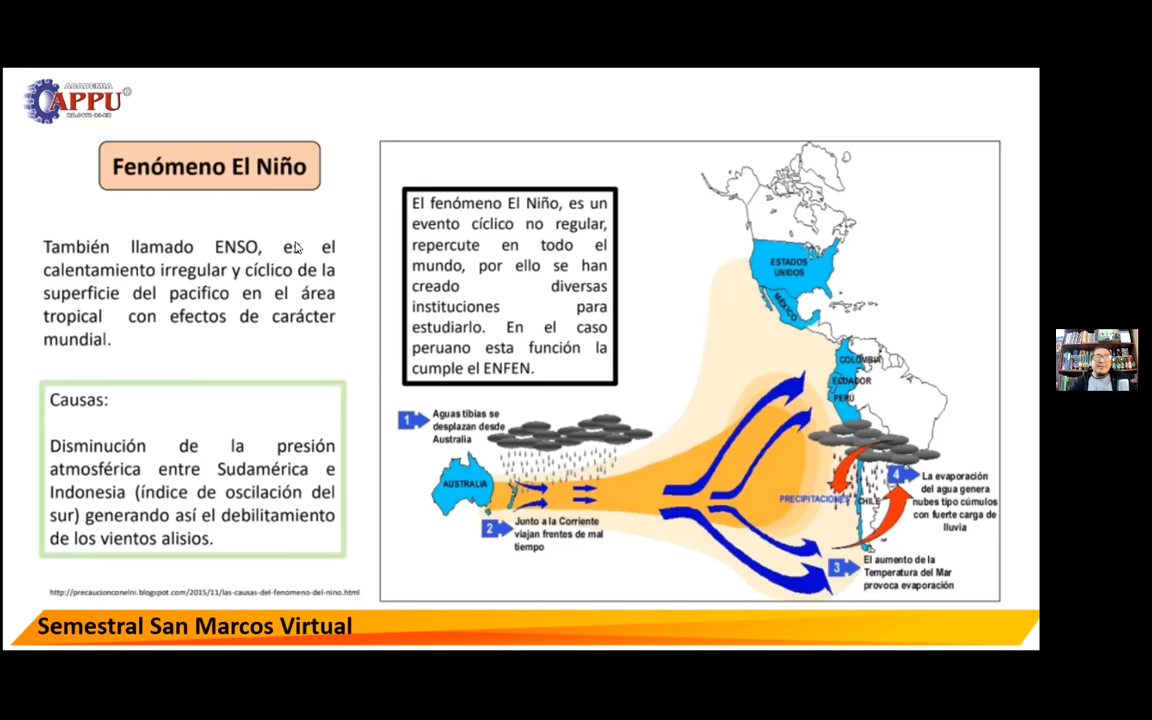 ACADEMIA
APPU
Fenómeno El Niño
También llamado ENSO, es el
calentamiento irregular y cíclico de la
superficie del pacifico en el área
tropical con efectos de carácter
mundial.
Causas:
Disminución de la presión
atmosférica entre Sudamérica e
Indonesia (índice de oscilación del
sur) generando así el debilitamiento
de los vientos alisios.
http://precaucionconelni.blogspot.com/2015/11/las-causas-del-fenomeno-del-nino.html
El fenómeno El Niño, es un
evento cíclico no regular,
repercute en todo el
mundo, por ello se han
creado diversas
instituciones para
estudiarlo. En el caso
peruano esta función la
cumple el ENFEN.
ESTADOS
UNIDOS
MEXICO
COLOMBIA
ECUADOR
PERÚ
1
Aguas tibias se
desplazan desde
Australia
AUSTRALIA
2
Junto a la Corriente
viajan frentes de mal
tiempo
PRECIPITACIONES
CHILE
4
La evaporación
del agua genera
nubes tipo cúmulos
con fuerte carga de
lluvia
3
El aumento de la
Temperatura del Mar
provoca evaporación
Semestral San Marcos Virtual